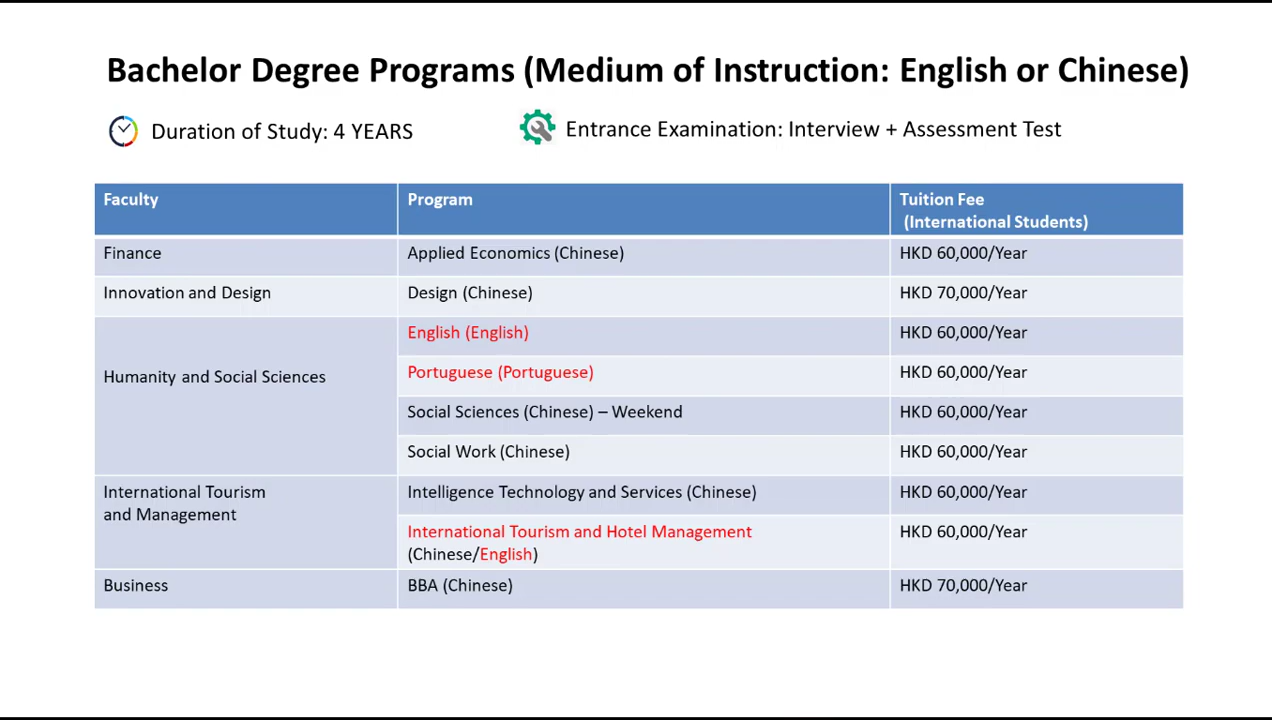 Bachelor Degree Programs (Medium of Instruction: English or Chinese)
Duration of Study: 4 YEARS
Entrance Examination: Interview + Assessment Test
Faculty
Program
Tuition Fee
(International Students)
Finance
Applied Economics (Chinese)
HKD 60,000/Year
Innovation and Design
Design (Chinese)
HKD 70,000/Year
Humanity and Social Sciences
English (English)
HKD 60,000/Year
Portuguese (Portuguese)
HKD 60,000/Year
Social Sciences (Chinese) – Weekend
HKD 60,000/Year
Social Work (Chinese)
HKD 60,000/Year
International Tourism
and Management
Intelligence Technology and Services (Chinese)
HKD 60,000/Year
International Tourism and Hotel Management
(Chinese/English)
HKD 60,000/Year
Business
BBA (Chinese)
HKD 70,000/Year